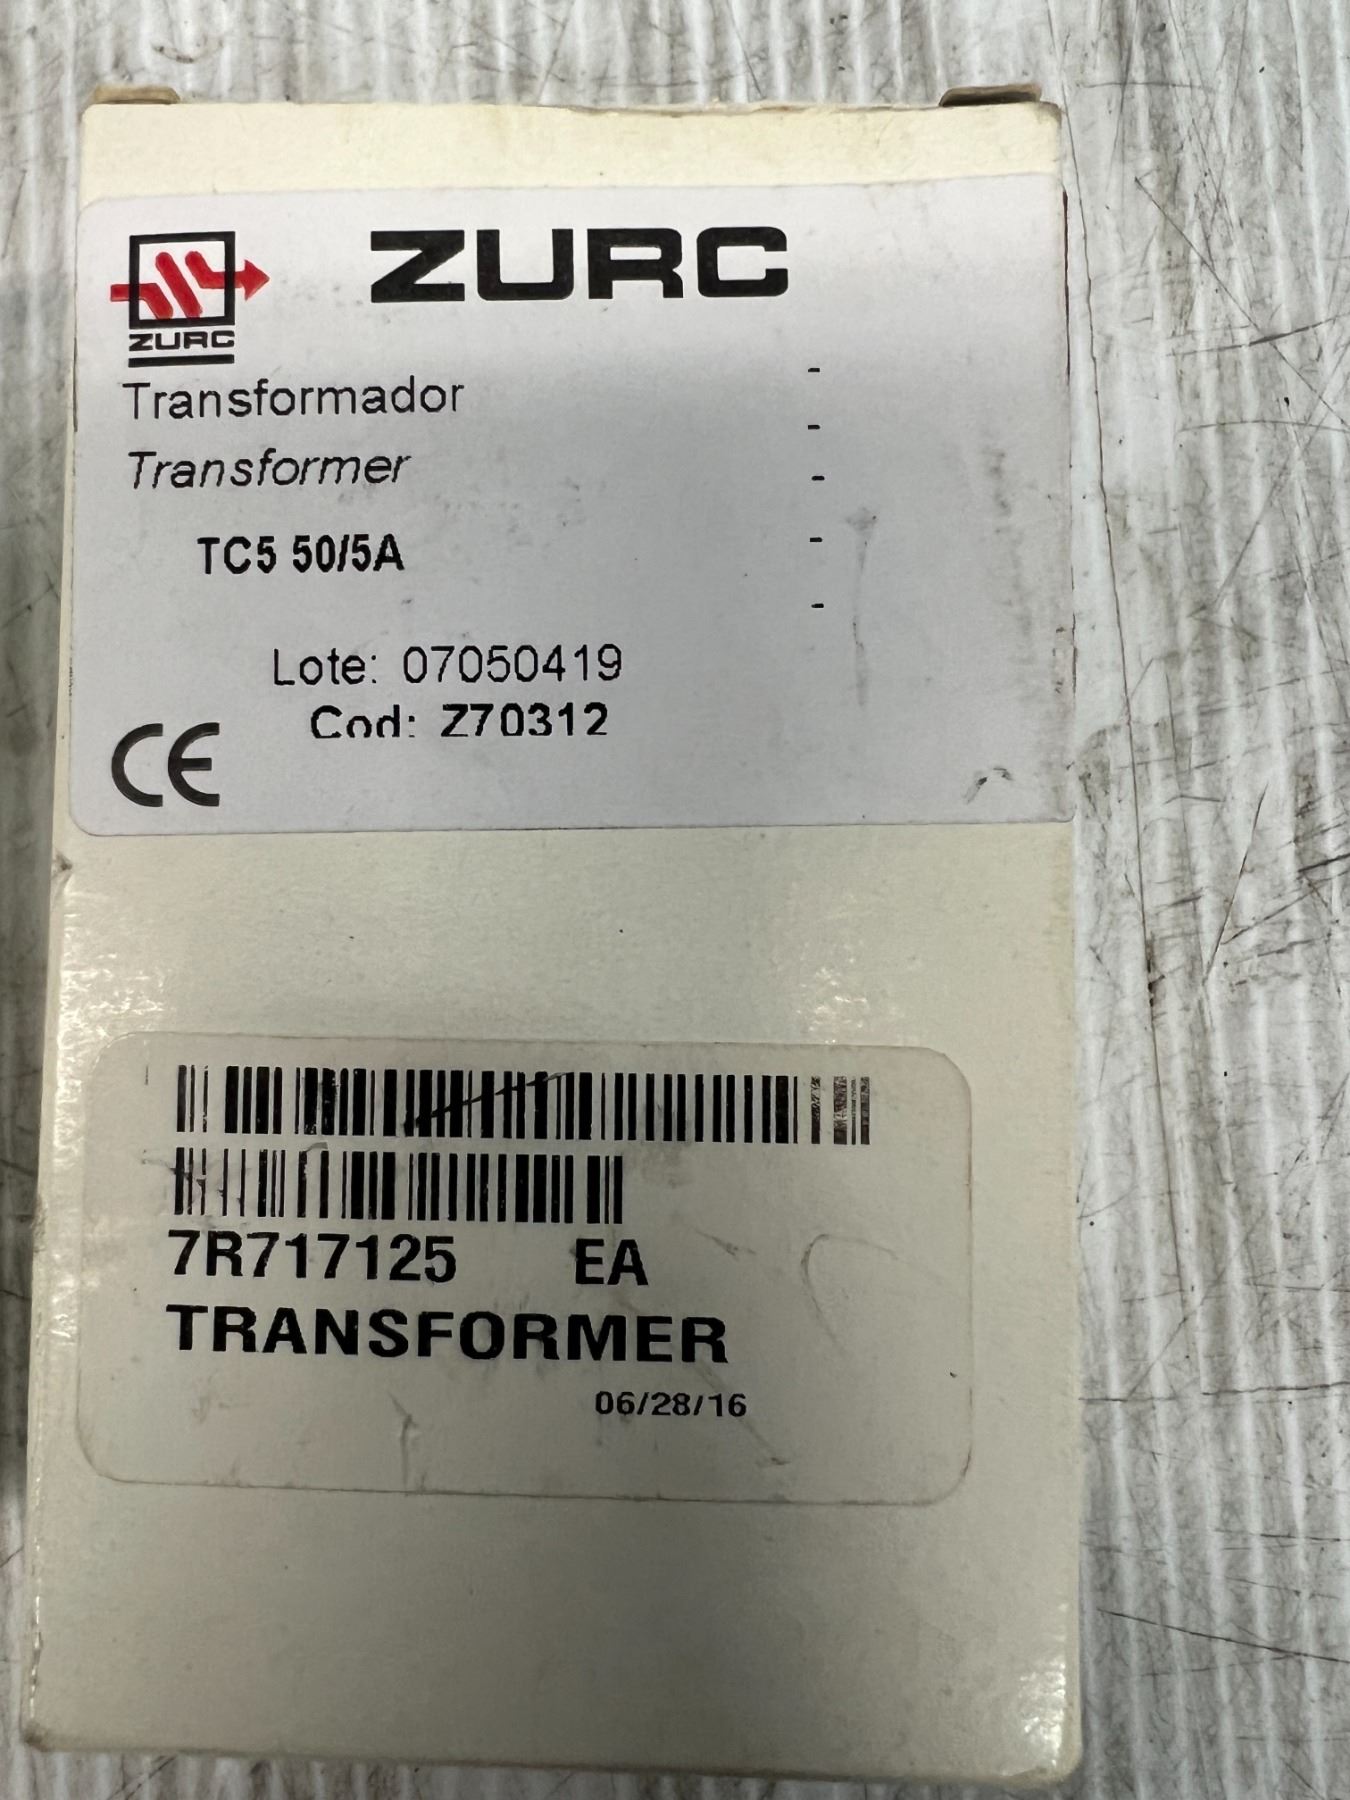 ZURC
ZURC
Transformador
Transformer
TC5 50/5A
-
-
-
-
-
Lote: 07050419
Cod: Z70312
CE
7R717125 EA
TRANSFORMER
06/28/16